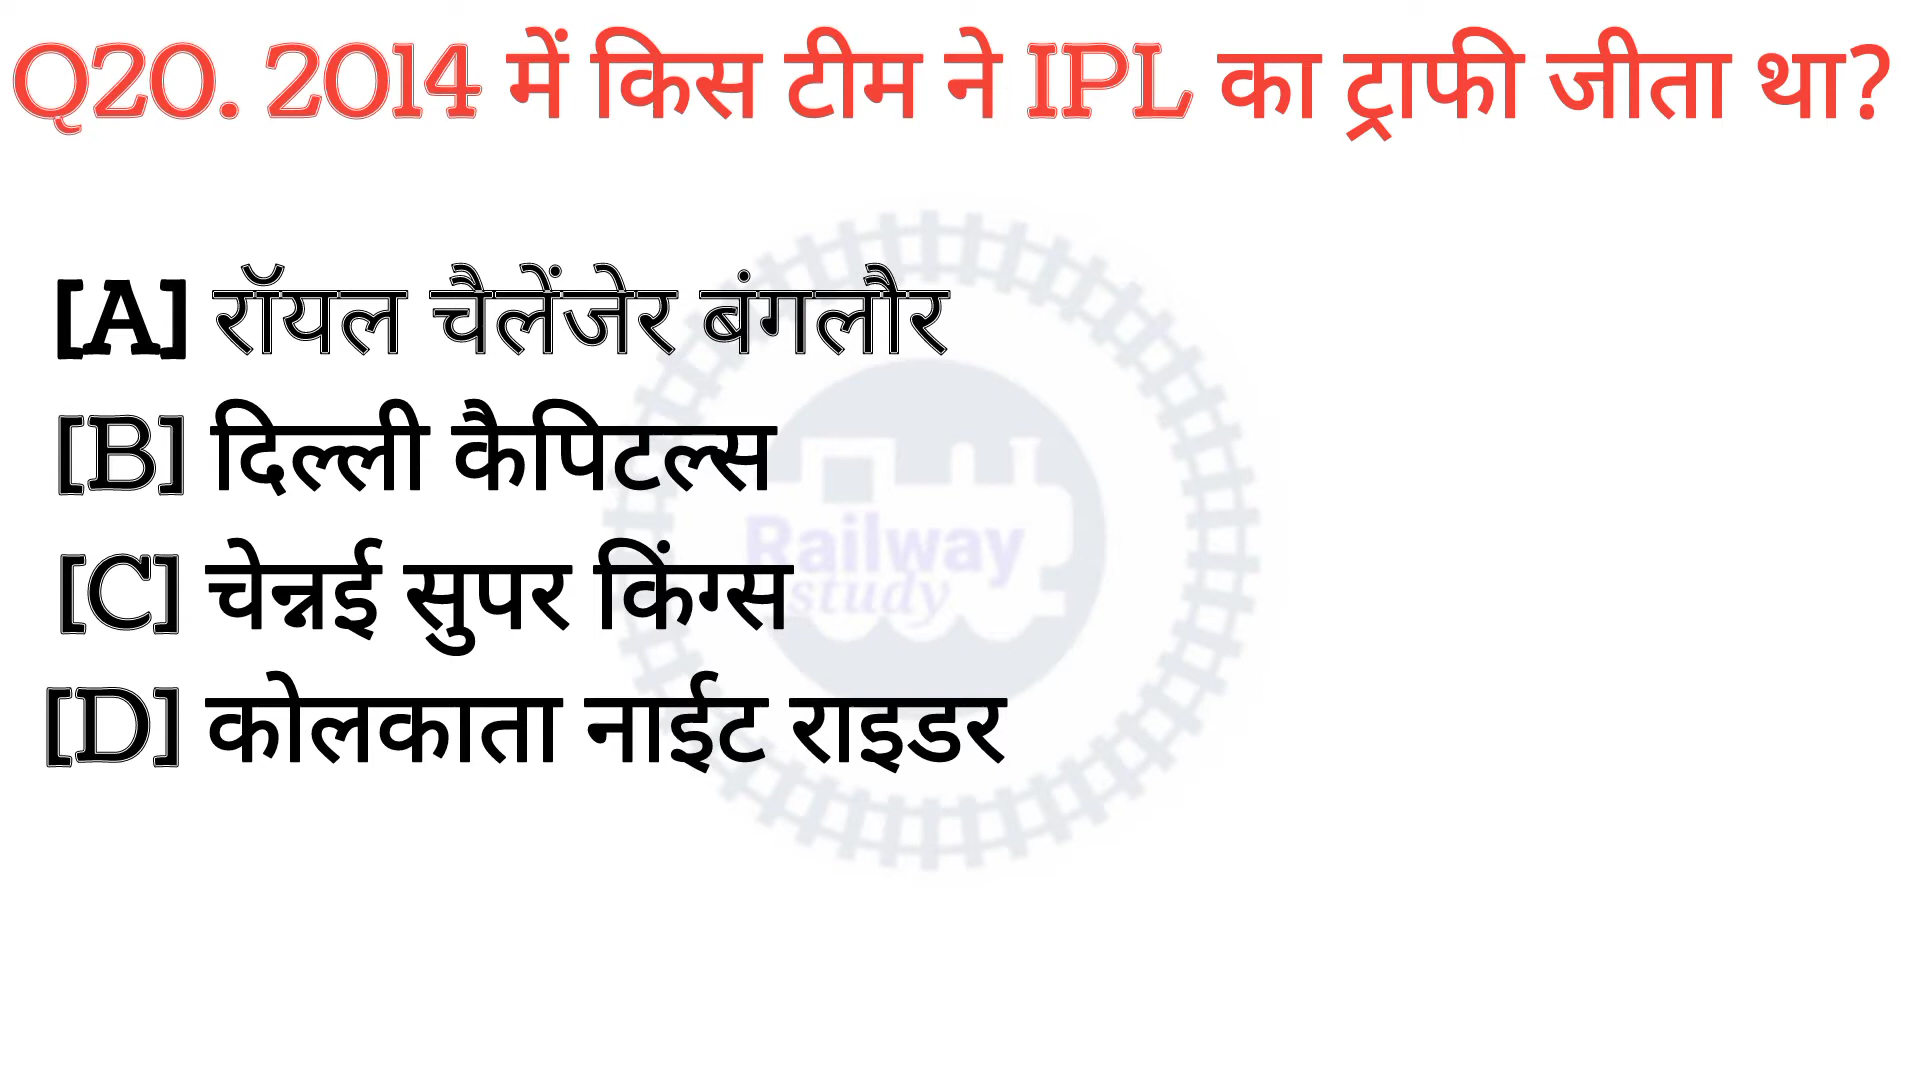 Q20. 2014 में किस टीम ने IPL का ट्राफी जीता था?
[A] रॉयल चैलेंजेर बंगलौर
[B] दिल्ली कैपिटल्स
[C] चेन्नई सुपर किंग्स
[D] कोलकाता नाईट राइडर
Railway
study